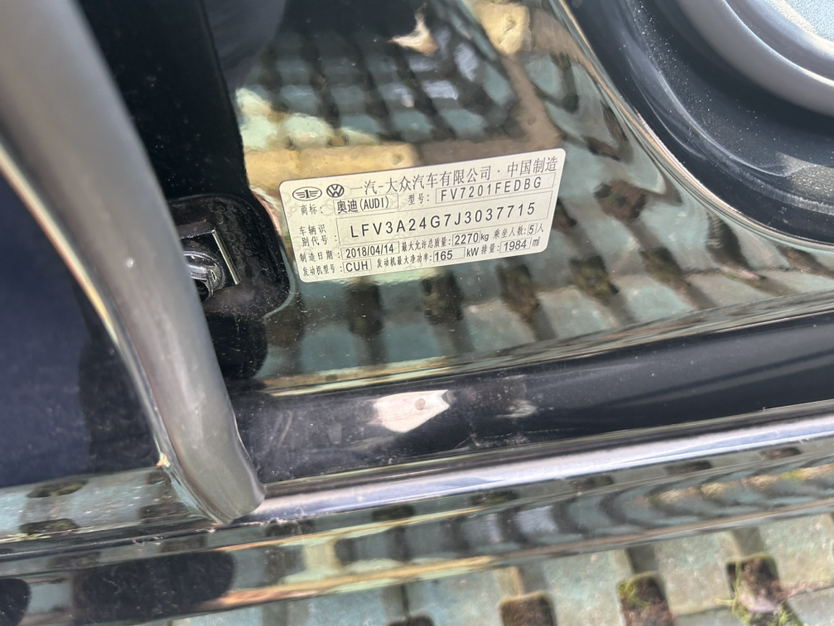 一汽-大众汽车有限公司·中国制造
商标: 奥迪(AUDI) 型号: FV7201FEDBG
车辆识别代号: LFV3A24G7J3037715
制造日期: 2018/04/14 最大允许总质量: 2270kg 乘坐人数: 5人
发动机型号: CUH 发动机最大净功率: 165 kW 排量: 1984 ml